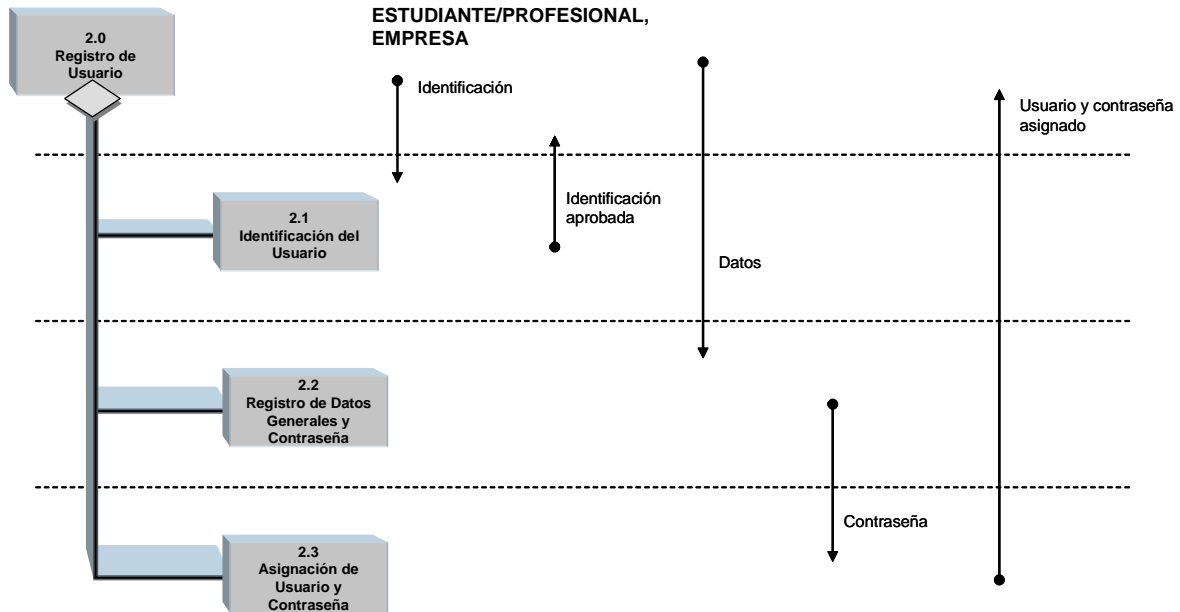 ESTUDIANTE/PROFESIONAL,
EMPRESA
2.0
Registro de
Usuario
Identificación
Usuario y contraseña
asignado
Identificación
aprobada
2.1
Identificación del
Usuario
Datos
2.2
Registro de Datos
Generales y
Contraseña
Contraseña
2.3
Asignación de
Usuario y
Contraseña